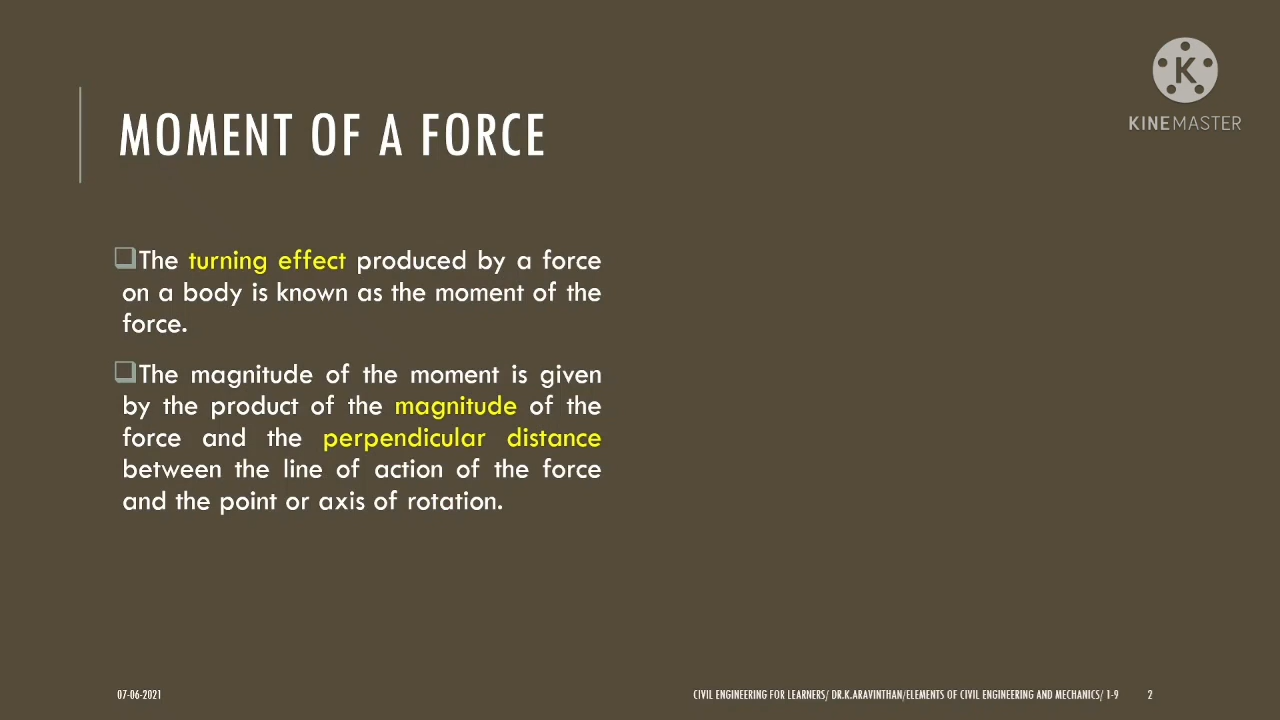 KINEMASTER
MOMENT OF A FORCE
The turning effect produced by a force
on a body is known as the moment of the
force.
The magnitude of the moment is given
by the product of the magnitude of the
force and the perpendicular distance
between the line of action of the force
and the point or axis of rotation.
07-06-2021
CIVIL ENGINEERING FOR LEARNERS/ DR.K.ARAVINTHAN/ELEMENTS OF CIVIL ENGINEERING AND MECHANICS/ 1-9
2